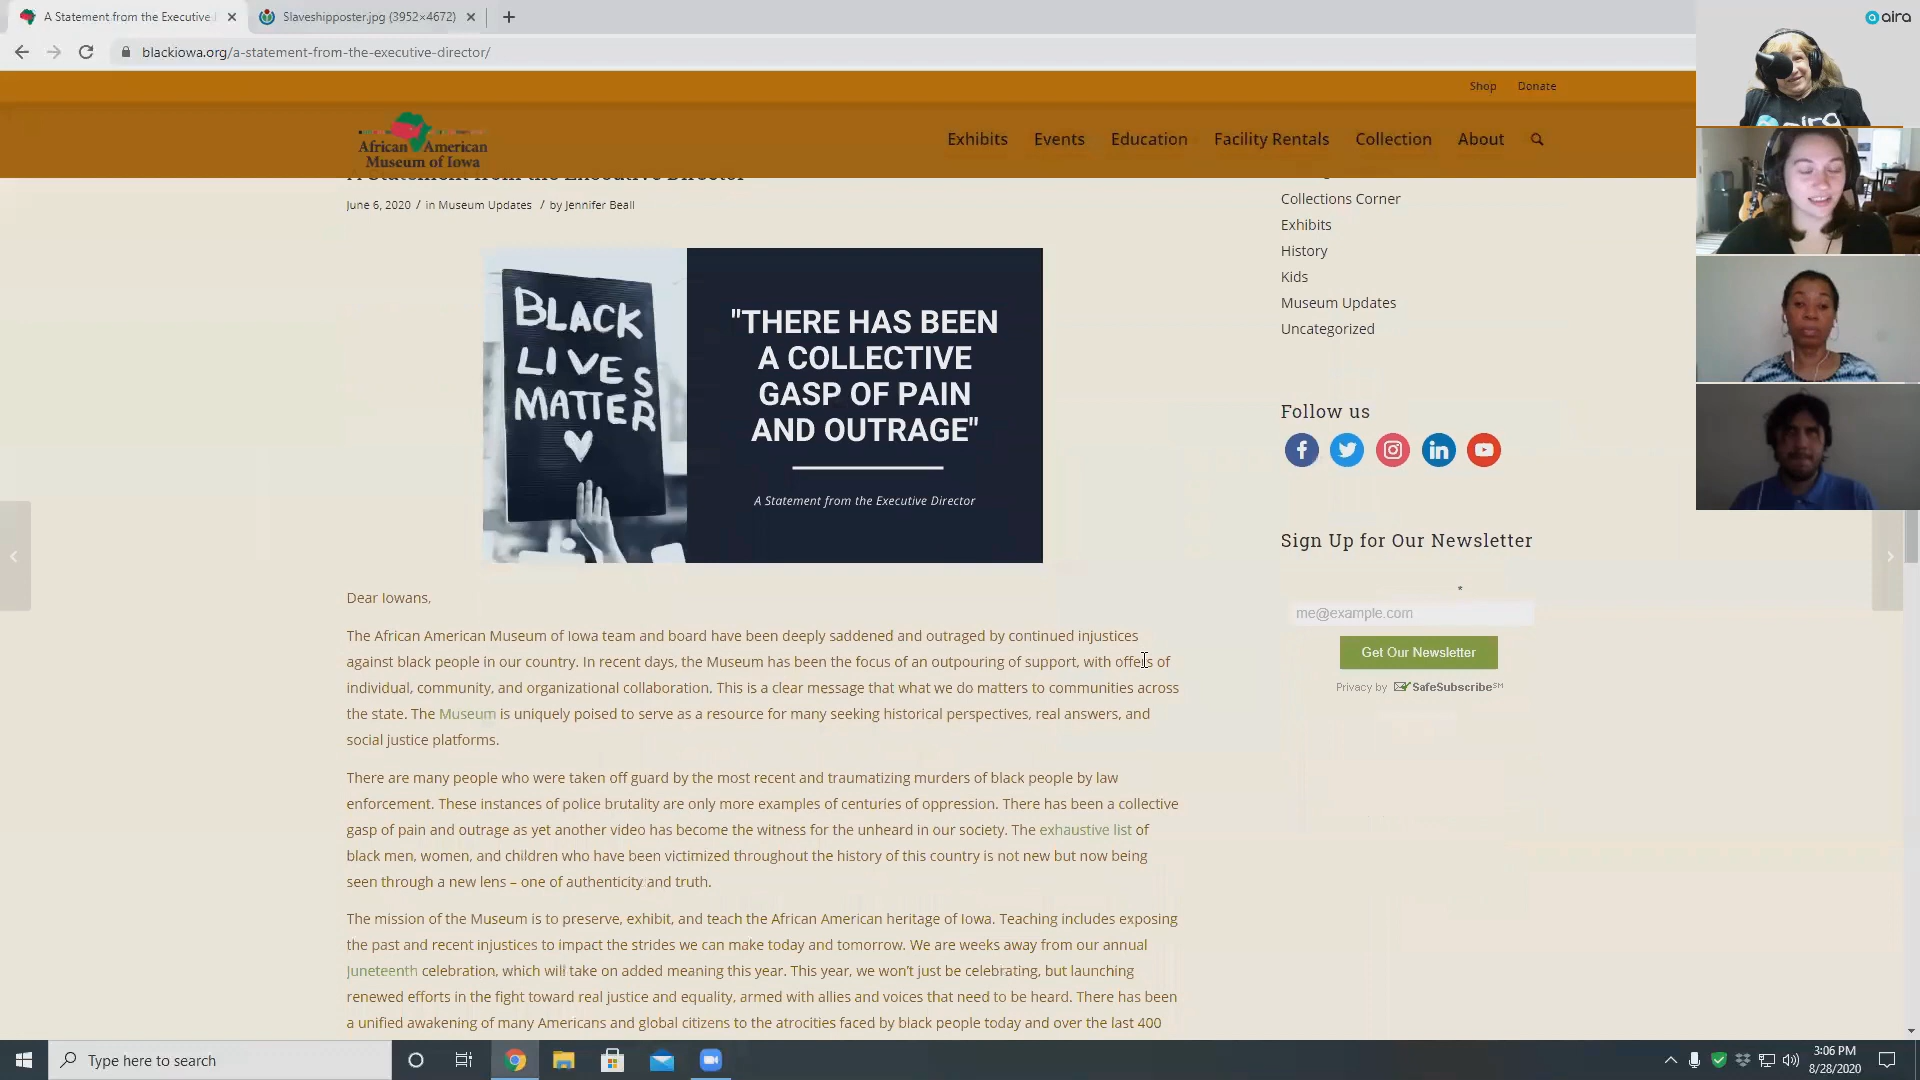 A Statement from the Executive
Slaveshipposter.jpg (3952×4672)
aira
blackiowa.org/a-statement-from-the-executive-director/
Shop Donate
African American
Museum of Iowa
Exhibits Events Education Facility Rentals Collection About
A Statement from the Executive Director
June 6, 2020 / in Museum Updates / by Jennifer Beall
BLACK
LIVES
MATTER
"THERE HAS BEEN
A COLLECTIVE
GASP OF PAIN
AND OUTRAGE"
A Statement from the Executive Director
Dear Iowans,
The African American Museum of Iowa team and board have been deeply saddened and outraged by continued injustices
against black people in our country. In recent days, the Museum has been the focus of an outpouring of support, with offers of
individual, community, and organizational collaboration. This is a clear message that what we do matters to communities across
the state. The Museum is uniquely poised to serve as a resource for many seeking historical perspectives, real answers, and
social justice platforms.
There are many people who were taken off guard by the most recent and traumatizing murders of black people by law
enforcement. These instances of police brutality are only more examples of centuries of oppression. There has been a collective
gasp of pain and outrage as yet another video has become the witness for the unheard in our society. The exhaustive list of
black men, women, and children who have been victimized throughout the history of this country is not new but now being
seen through a new lens – one of authenticity and truth.
The mission of the Museum is to preserve, exhibit, and teach the African American heritage of Iowa. Teaching includes exposing
the past and recent injustices to impact the strides we can make today and tomorrow. We are weeks away from our annual
Juneteenth celebration, which will take on added meaning this year. This year, we won't just be celebrating, but launching
renewed efforts in the fight toward real justice and equality, armed with allies and voices that need to be heard. There has been
a unified awakening of many Americans and global citizens to the atrocities faced by black people today and over the last 400
Collections Corner
Exhibits
History
Kids
Museum Updates
Uncategorized
Follow us
Sign Up for Our Newsletter
*
me@example.com
Get Our Newsletter
Privacy by SafeSubscribe℠
aira
Type here to search
3:06 PM
8/28/2020